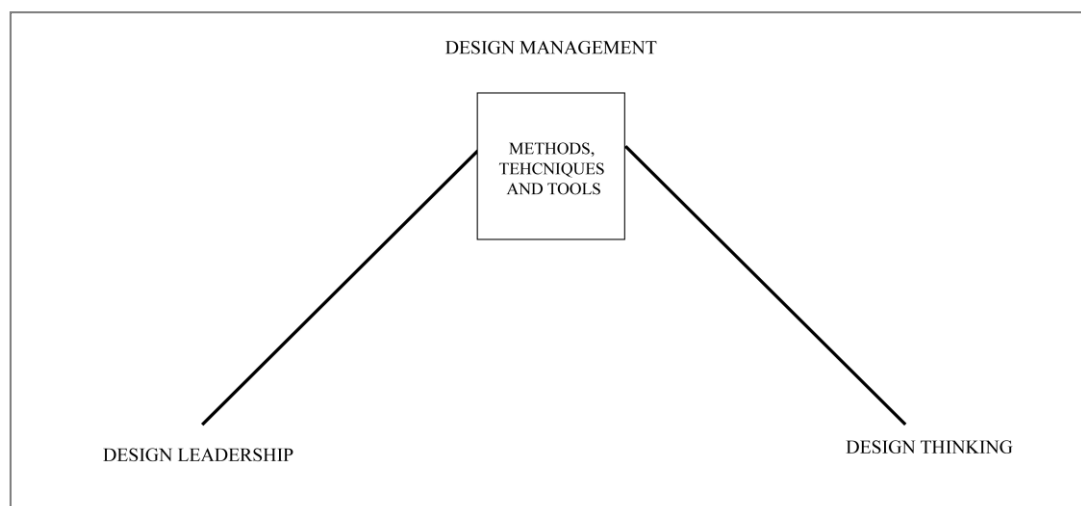 DESIGN MANAGEMENT
METHODS,
TEHCNIQUES
AND TOOLS
DESIGN LEADERSHIP
DESIGN THINKING